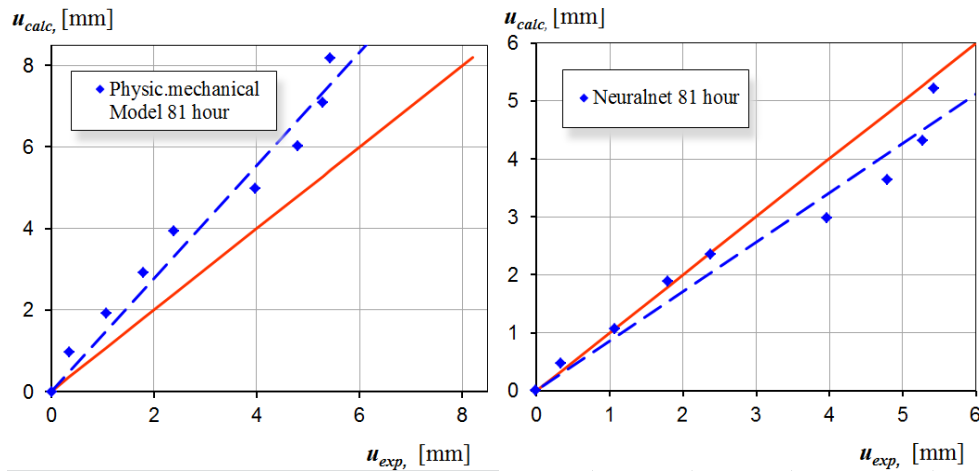 u_calc, [mm]
8
6
4
2
0
Physic.mechanical
Model 81 hour
0 2 4 6 8
u_exp, [mm]
u_calc, [mm]
6
5
4
3
2
1
0
Neuralnet 81 hour
0 1 2 3 4 5 6
u_exp, [mm]